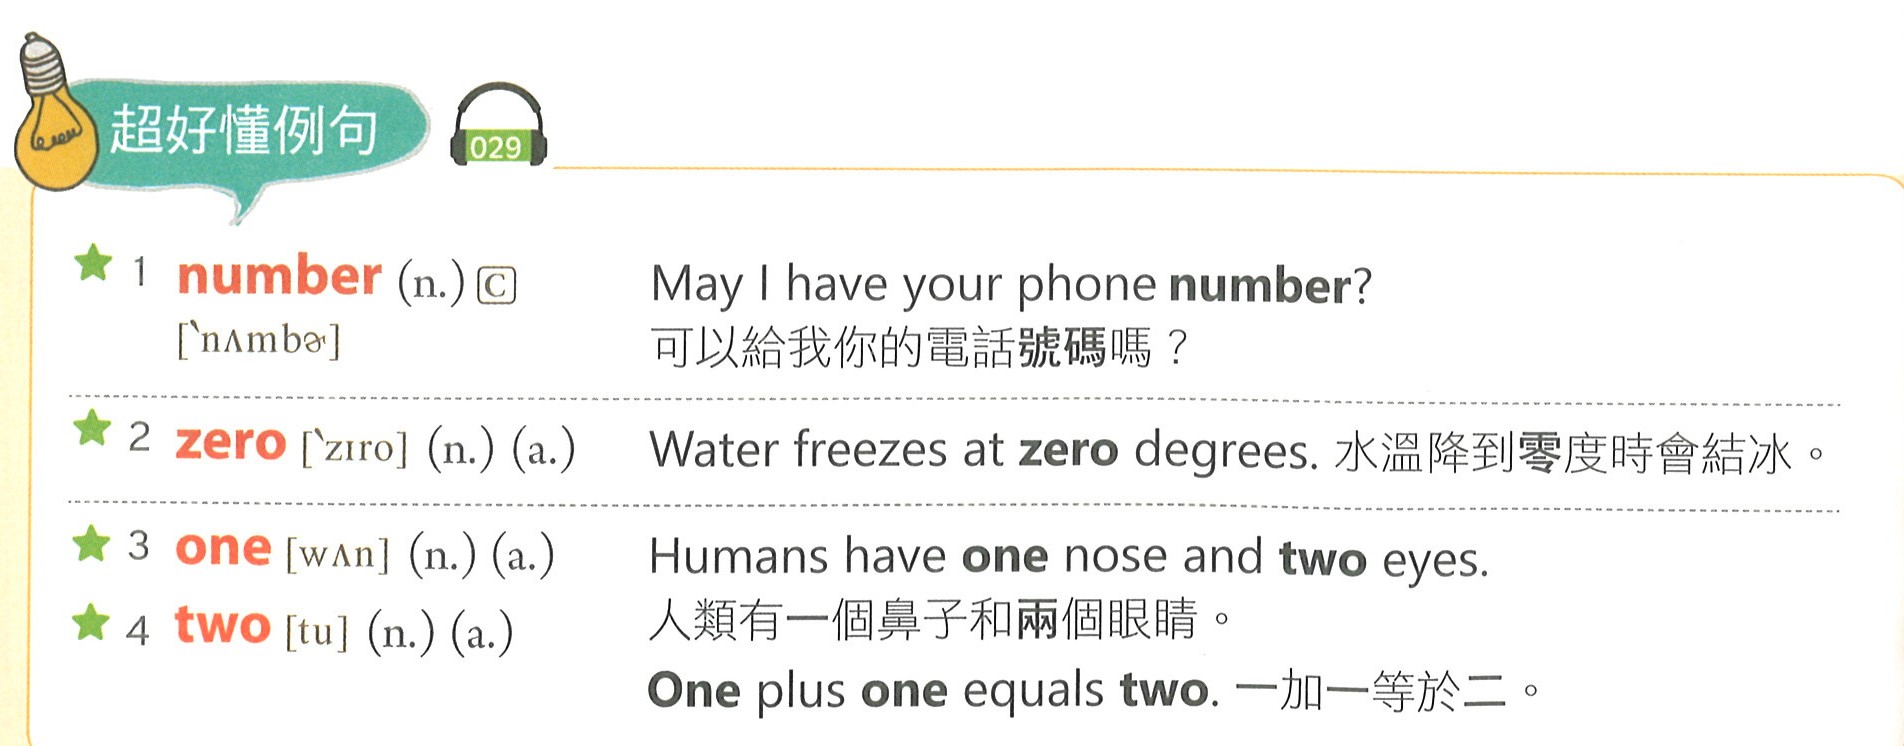 超好懂例句
029
1 number (n.) C
[ˋnʌmbɚ]
May I have your phone number?
可以給我你的電話號碼嗎？
2 zero [ˋzɪro] (n.) (a.)
Water freezes at zero degrees. 水溫降到零度時會結冰。
3 one [wʌn] (n.) (a.)
4 two [tu] (n.) (a.)
Humans have one nose and two eyes.
人類有一個鼻子和兩個眼睛。
One plus one equals two. 一加一等於二。